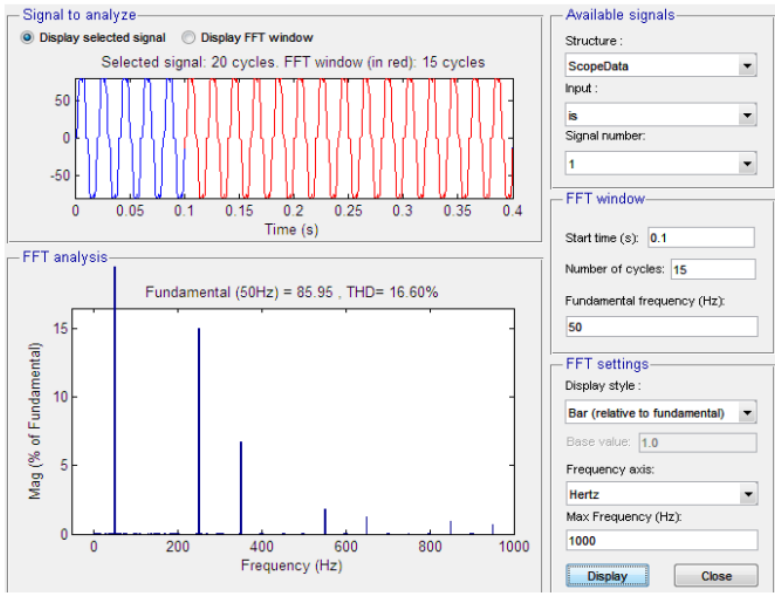 Signal to analyze
Display selected signal Display FFT window
Selected signal: 20 cycles. FFT window (in red): 15 cycles
50
0
-50
0 0.05 0.1 0.15 0.2 0.25 0.3 0.35 0.4
Time (s)
FFT analysis
Fundamental (50Hz) = 85.95 , THD= 16.60%
Mag (% of Fundamental)
15
10
5
0
0 200 400 600 800 1000
Frequency (Hz)
Available signals
Structure :
ScopeData
Input :
is
Signal number:
1
FFT window
Start time (s): 0.1
Number of cycles: 15
Fundamental frequency (Hz):
50
FFT settings
Display style :
Bar (relative to fundamental)
Base value: 1.0
Frequency axis:
Hertz
Max Frequency (Hz):
1000
Display Close